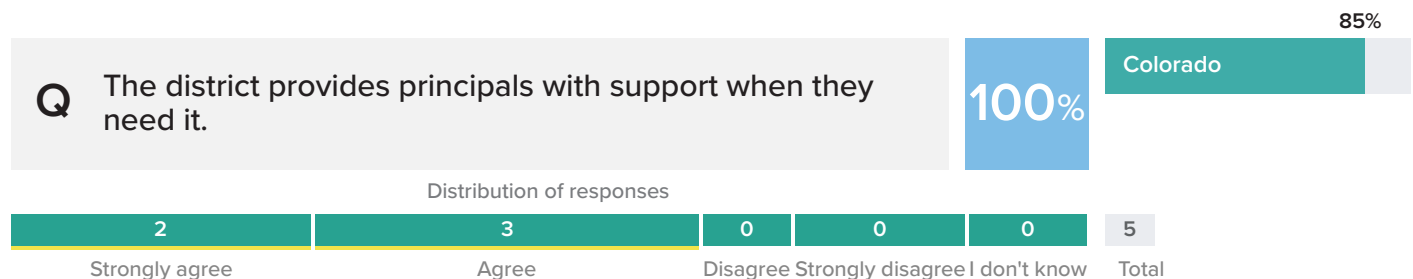 85%
Q
The district provides principals with support when they
need it.
100%
Colorado
Distribution of responses
2 3 0 0 0 5
Strongly agree Agree Disagree Strongly disagree I don't know Total